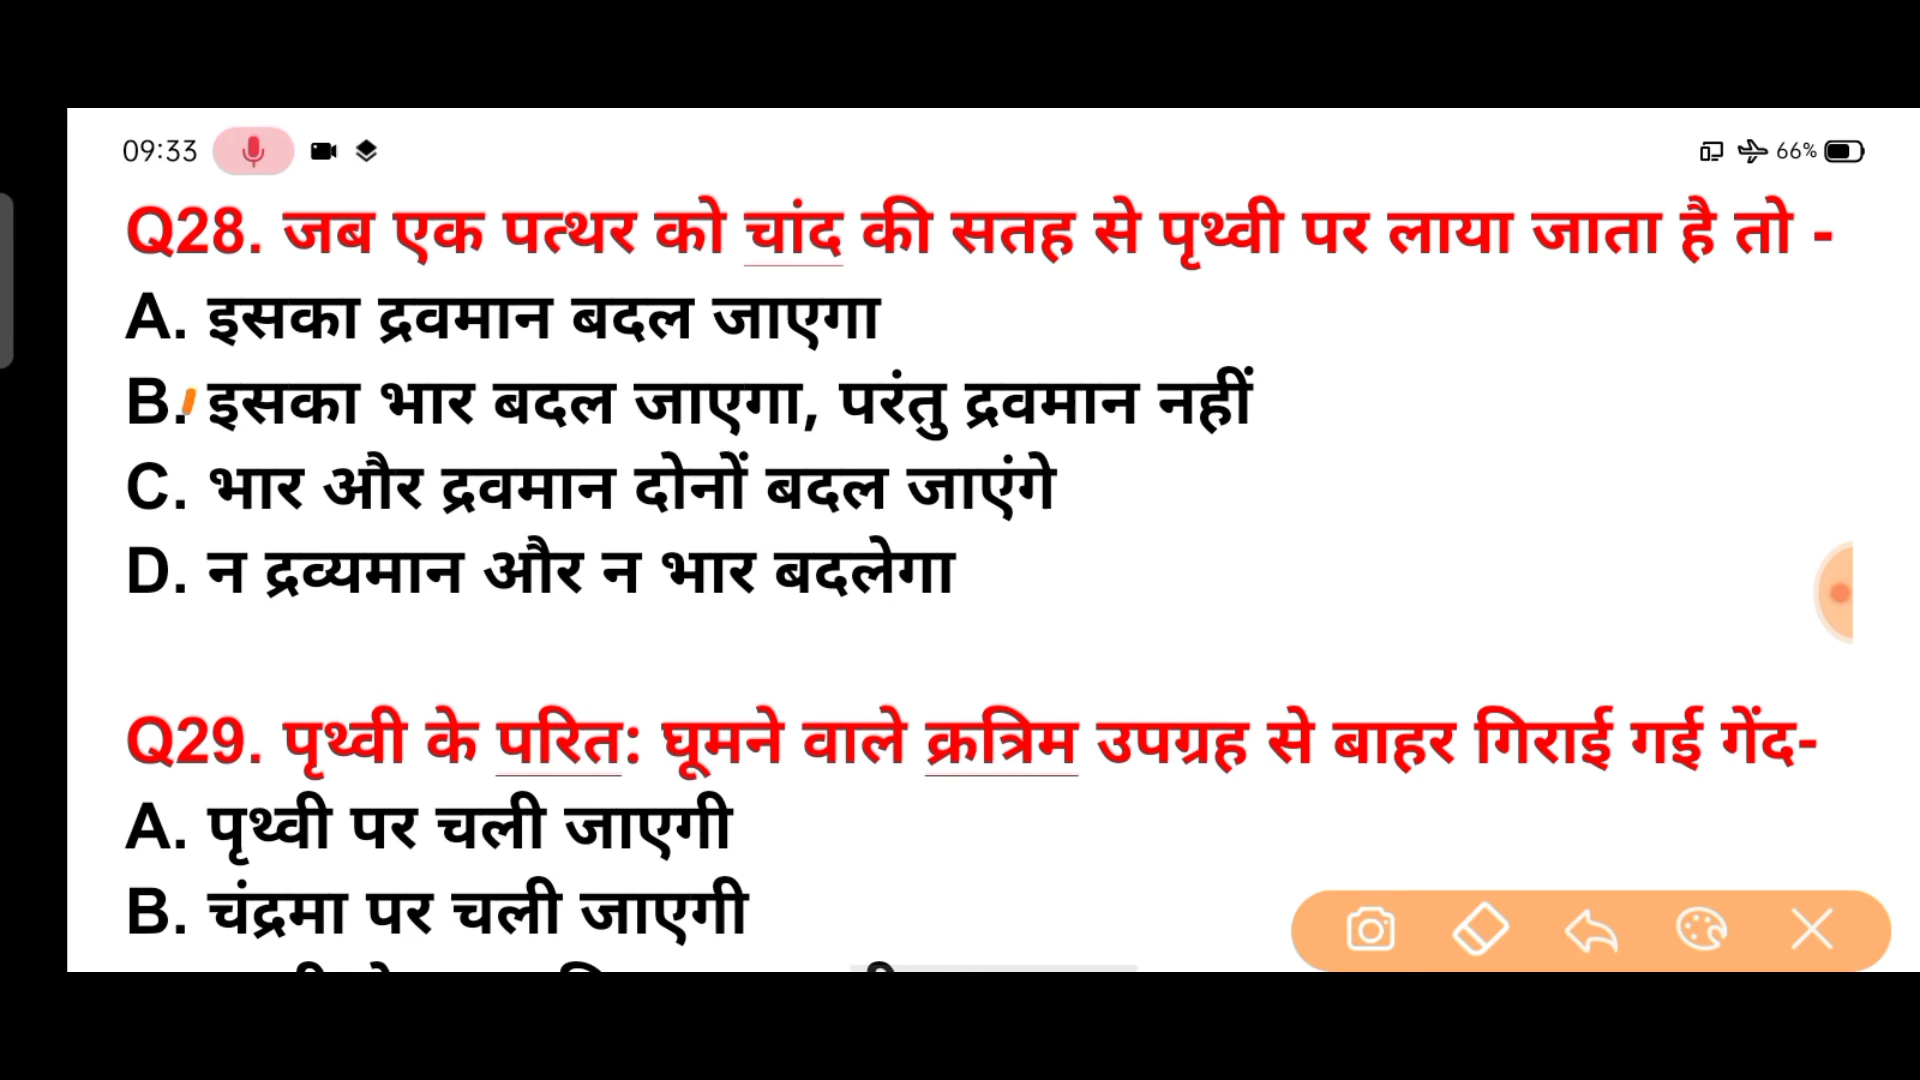 09:33
66%
Q28. जब एक पत्थर को चांद की सतह से पृथ्वी पर लाया जाता है तो -
A. इसका द्रवमान बदल जाएगा
B. इसका भार बदल जाएगा, परंतु द्रवमान नहीं
C. भार और द्रवमान दोनों बदल जाएंगे
D. न द्रव्यमान और न भार बदलेगा
Q29. पृथ्वी के परित: घूमने वाले क्रत्रिम उपग्रह से बाहर गिराई गई गेंद-
A. पृथ्वी पर चली जाएगी
B. चंद्रमा पर चली जाएगी